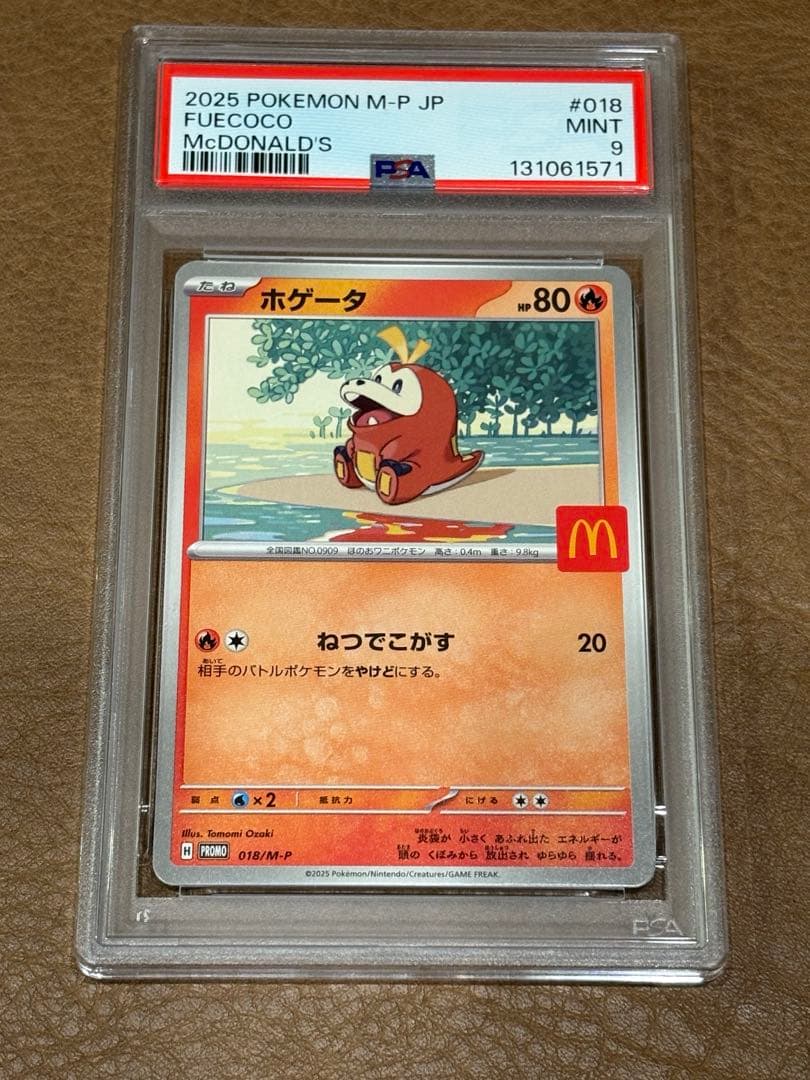 2025 POKEMON M-P JP #018
FUECOCO MINT
McDONALD'S 9
PSA 131061571
たね ホゲータ HP80
M
全国図鑑NO.0909 ほのおワニポケモン 高さ:0.4m 重さ:9.8kg
ねつでこがす 20
相手のバトルポケモンをやけどにする。
弱点 ×2 抵抗力 にげる
Illus. Tomomi Ozaki
炎袋が 小さく あふれ出た エネルギーが
頭の くぼみから 放出され ゆらゆら 揺れる。
H PROMO 018/M-P
©2025 Pokémon/Nintendo/Creatures/GAME FREAK.
PSA